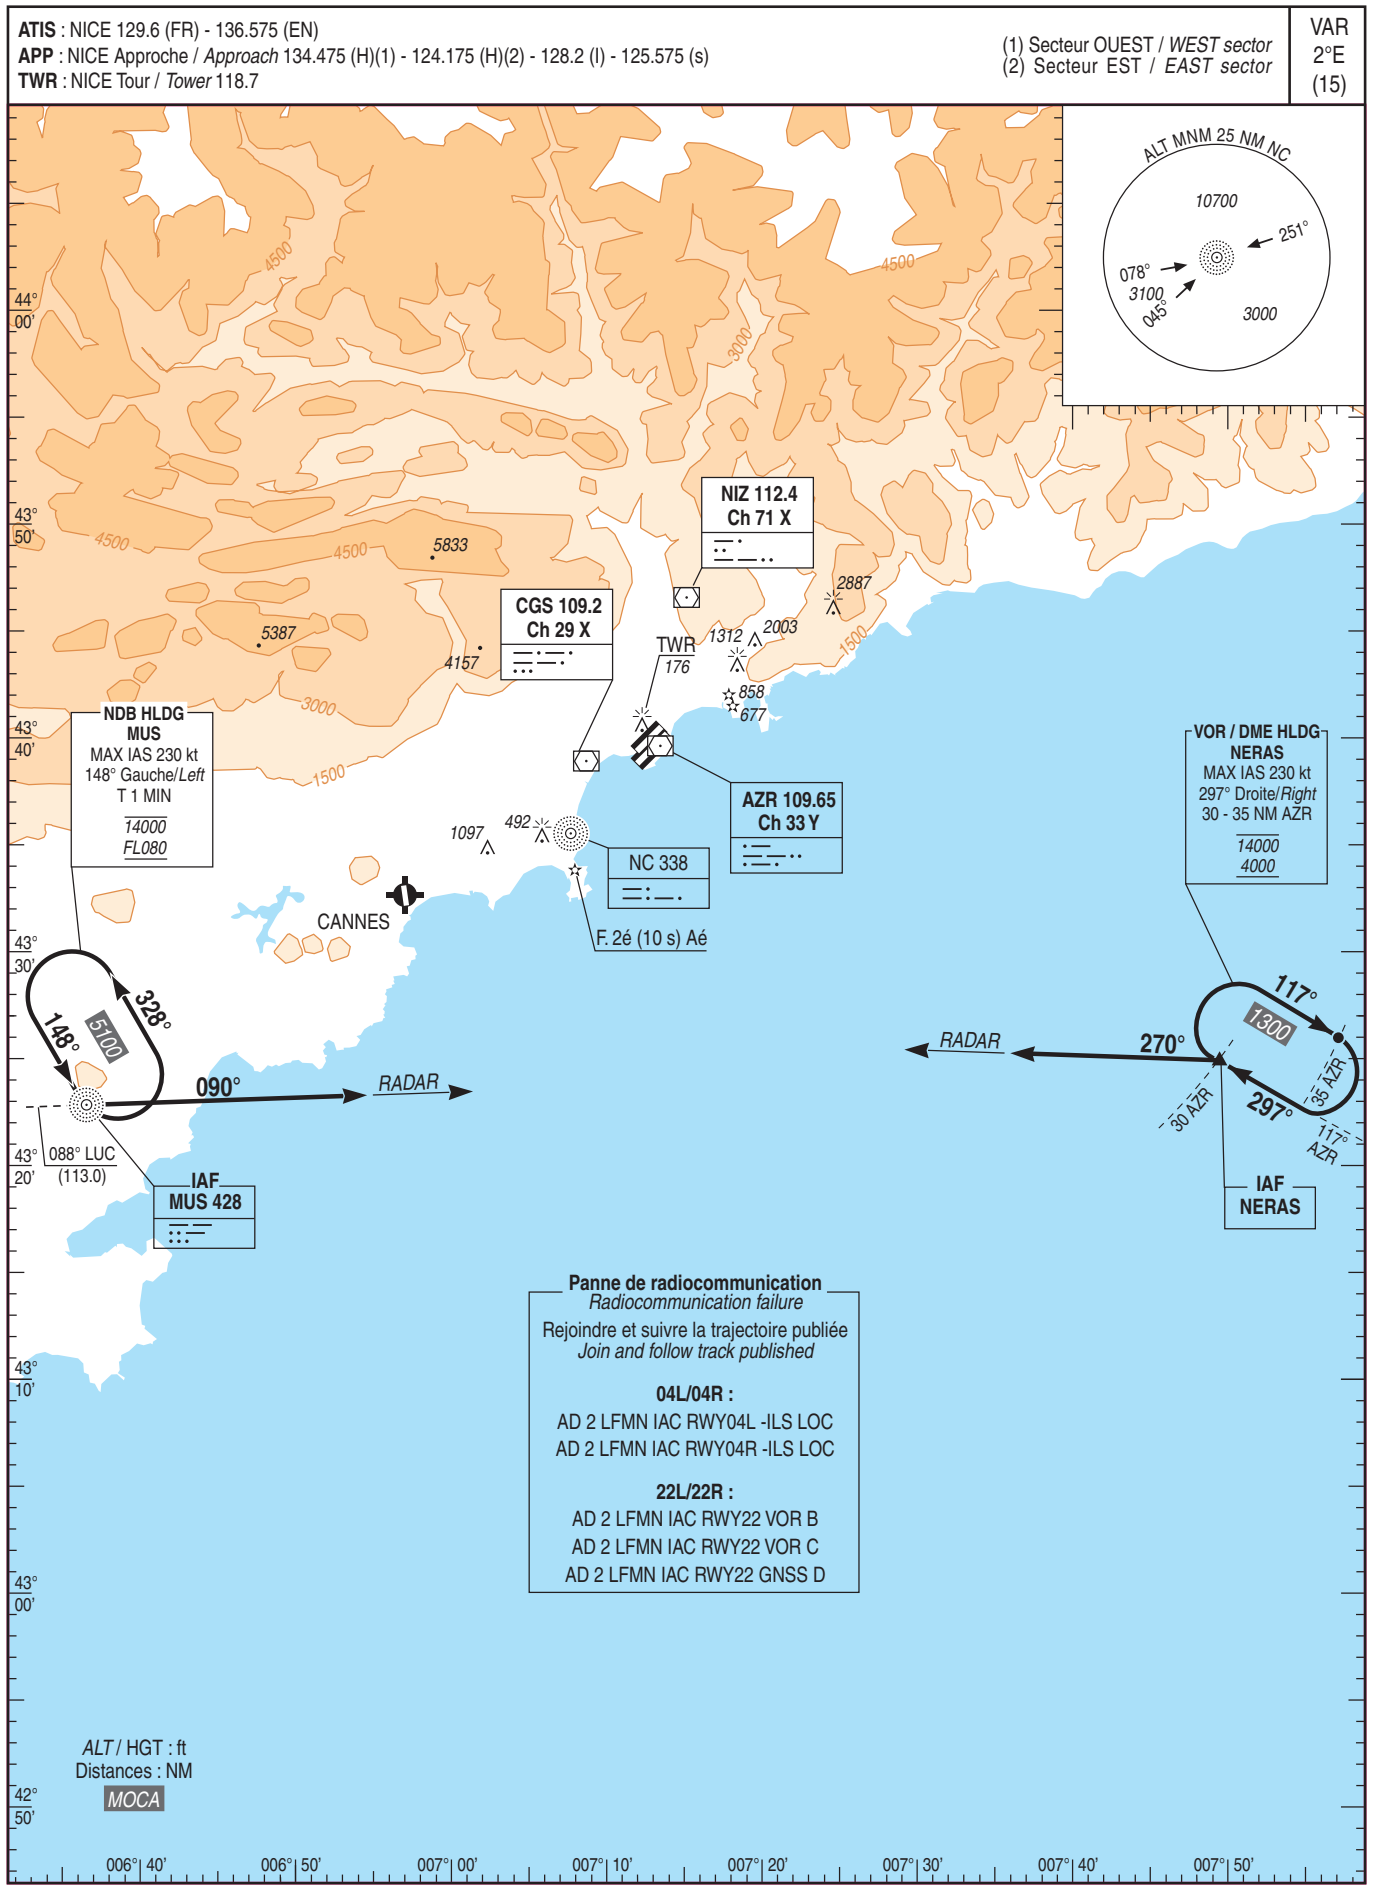 ATIS : NICE 129.6 (FR) - 136.575 (EN)
APP : NICE Approche / Approach 134.475 (H)(1) - 124.175 (H)(2) - 128.2 (I) - 125.575 (s)
TWR : NICE Tour / Tower 118.7
(1) Secteur OUEST / WEST sector
(2) Secteur EST / EAST sector
VAR
2°E
(15)
ALT MNM 25 NM NC
10700
251°
078°
3100
045°
3000
4500
4500
3000
44°
00'
NIZ 112.4
Ch 71 X
43°
50'
4500
4500
5833
2887
CGS 109.2
Ch 29 X
5387
4157
TWR
176
1312
2003
1500
858
677
3000
1500
43°
40'
NDB HLDG
MUS
MAX IAS 230 kt
148° Gauche/Left
T 1 MIN
14000
FL080
VOR / DME HLDG
NERAS
MAX IAS 230 kt
297° Droite/Right
30 - 35 NM AZR
14000
4000
AZR 109.65
Ch 33 Y
1097
492
NC 338
CANNES
F. 2é (10 s) Aé
43°
30'
148°
5100
328°
090°
RADAR
RADAR
270°
117°
1300
297°
35 AZR
30 AZR
117°
AZR
088° LUC
(113.0)
43°
20'
IAF
MUS 428
IAF
NERAS
Panne de radiocommunication
Radiocommunication failure
Rejoindre et suivre la trajectoire publiée
Join and follow track published
04L/04R :
AD 2 LFMN IAC RWY04L -ILS LOC
AD 2 LFMN IAC RWY04R -ILS LOC
22L/22R :
AD 2 LFMN IAC RWY22 VOR B
AD 2 LFMN IAC RWY22 VOR C
AD 2 LFMN IAC RWY22 GNSS D
43°
10'
43°
00'
ALT / HGT : ft
Distances : NM
MOCA
42°
50'
006° 40'
006° 50'
007° 00'
007° 10'
007° 20'
007° 30'
007° 40'
007° 50'